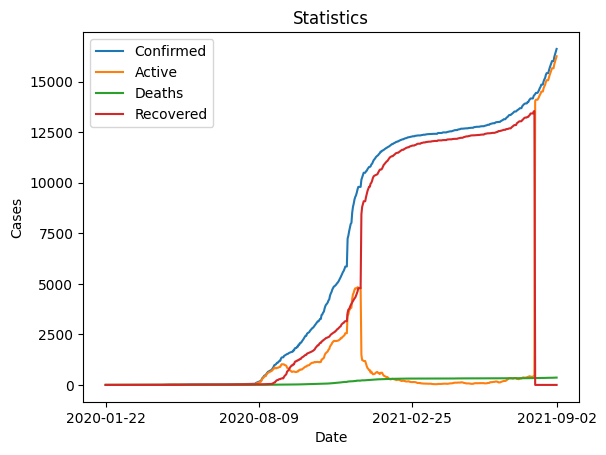 Statistics
Confirmed
Active
Deaths
Recovered
Cases
15000
12500
10000
7500
5000
2500
0
2020-01-22 2020-08-09 2021-02-25 2021-09-02
Date